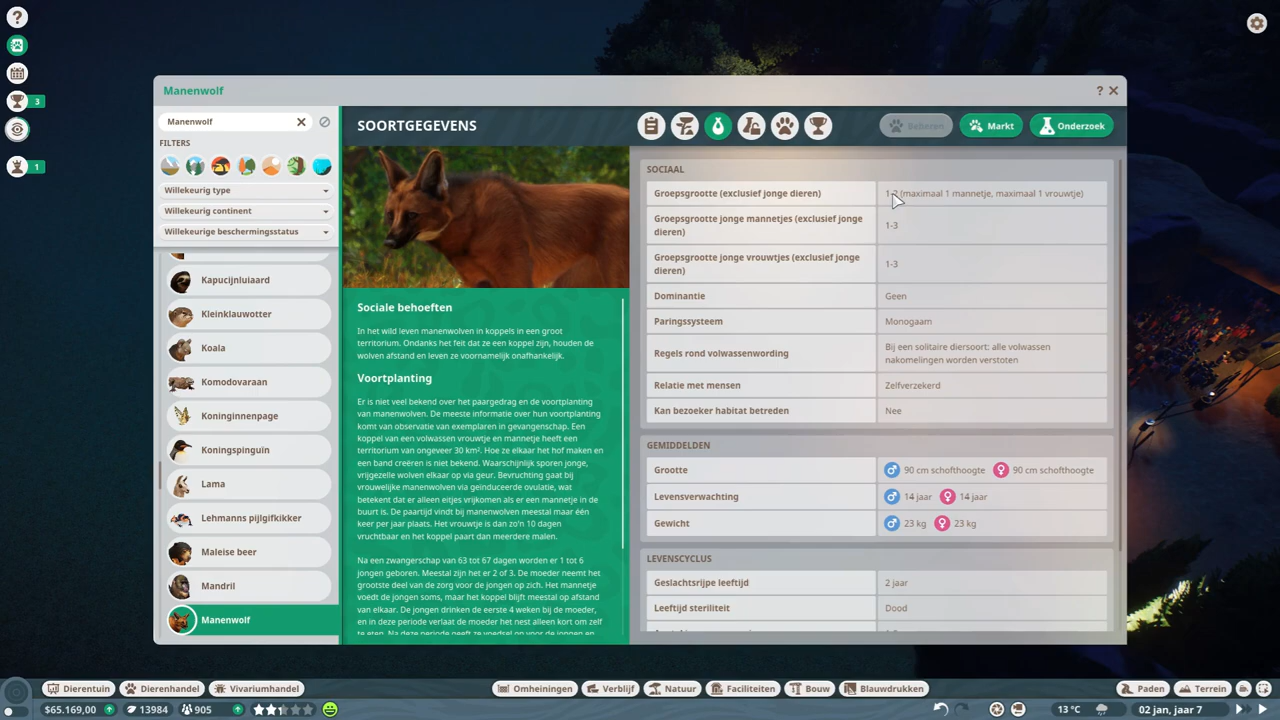 ?
3
1
Manenwolf
?
Manenwolf
FILTERS
Willekeurig type
Willekeurig continent
Willekeurige beschermingsstatus
Kapucijnluiaard
Kleinklauwotter
Koala
Komodovaraan
Koninginnenpage
Koningspinguin
Lama
Lehmanns pijlgifkikker
Maleise beer
Mandril
Manenwolf
SOORTGEGEVENS
Beheren
Markt
Onderzoek
Sociale behoeften
In het wild leven manenwolven in koppels in een groot
territorium. Ondanks het feit dat ze een koppel zijn, houden de
wolven afstand en leven ze voornamelijk onafhankelijk.
Voortplanting
Er is niet veel bekend over het paargedrag en de voortplanting
van manenwolven. De meeste informatie over hun voortplanting
komt van observatie van exemplaren in gevangenschap. Een
koppel van een volwassen vrouwtje en mannetje heeft een
territorium van ongeveer 30 km². Hoe ze elkaar het hof maken en
een band creëren is niet bekend. Waarschijnlijk sporen jonge,
vrijgezelle wolven elkaar op via geur. Bevruchting gaat bij
vrouwelijke manenwolven via geïnduceerde ovulatie, wat
betekent dat er alleen eitjes vrijkomen als er een mannetje in de
buurt is. De paartijd vindt bij manenwolven meestal maar één
keer per jaar plaats. Het vrouwtje is dan zo'n 10 dagen
vruchtbaar en het koppel paart dan meerdere malen.
Na een zwangerschap van 63 tot 67 dagen worden er 1 tot 6
jongen geboren. Meestal zijn het er 2 of 3. De moeder neemt het
grootste deel van de zorg voor de jongen op zich. Het mannetje
voedt de jongen soms, maar het koppel blijft meestal op afstand
van elkaar. De jongen drinken de eerste 4 weken bij de moeder,
en in deze periode verlaat de moeder het nest alleen kort om zelf
te eten. Na deze periode geeft ze voedsel op voor de jongen en
SOCIAAL
Groepsgrootte (exclusief jonge dieren)
1-2 (maximaal 1 mannetje, maximaal 1 vrouwtje)
Groepsgrootte jonge mannetjes (exclusief jonge
dieren)
1-3
Groepsgrootte jonge vrouwtjes (exclusief jonge
dieren)
1-3
Dominantie
Geen
Paringssysteem
Monogaam
Regels rond volwassenwording
Bij een solitaire diersoort: alle volwassen
nakomelingen worden verstoten
Relatie met mensen
Zelfverzekerd
Kan bezoeker habitat betreden
Nee
GEMIDDELDEN
Grootte
90 cm schofthoogte 90 cm schofthoogte
Levensverwachting
14 jaar 14 jaar
Gewicht
23 kg 23 kg
LEVENSCYCLUS
Geslachtsrijpe leeftijd
2 jaar
Leeftijd steriliteit
Dood
Dierentuin
Dierenhandel
Vivariumhandel
Omheiningen
Verblijf
Natuur
Faciliteiten
Bouw
Blauwdrukken
Paden
Terrein
$65.169,00
13984
905
13 °C
02 jan, jaar 7